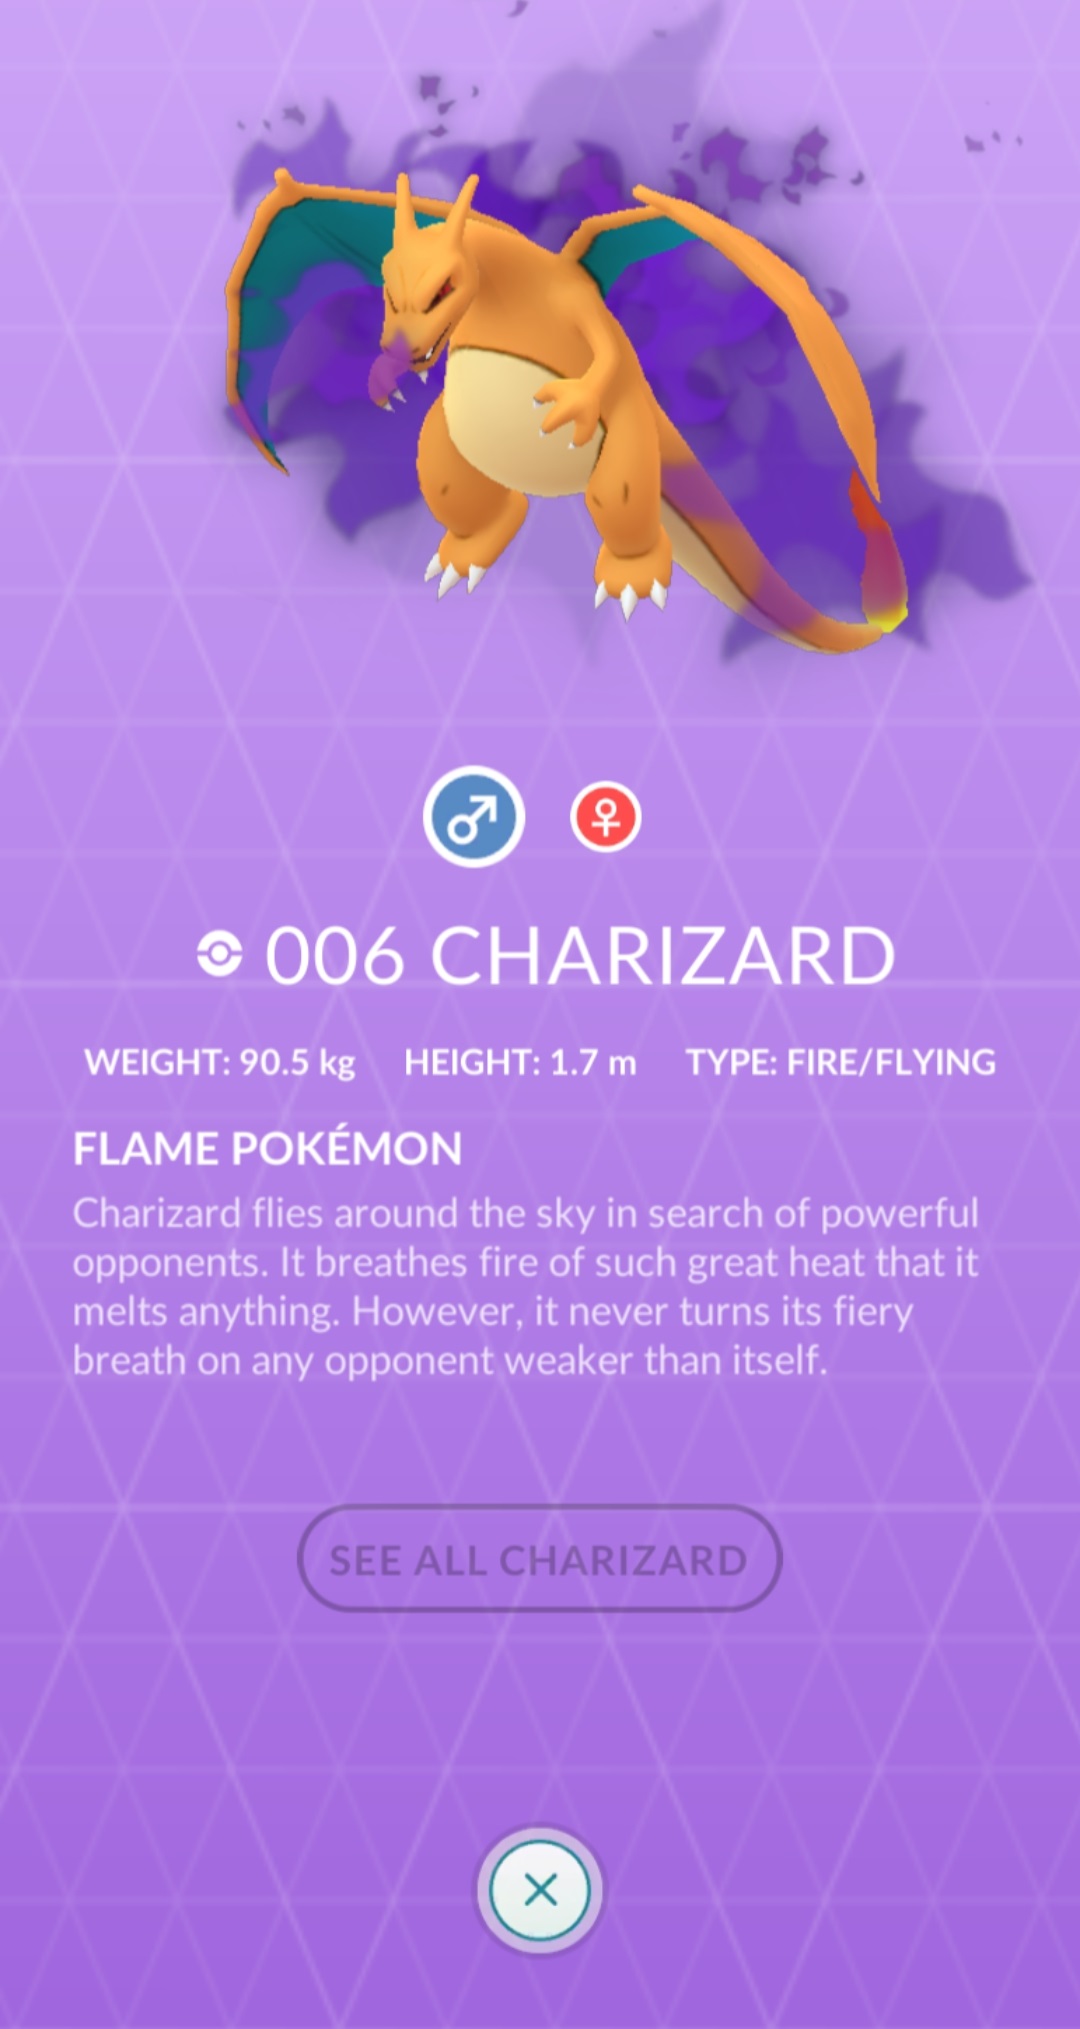 006 CHARIZARD
WEIGHT: 90.5 kg HEIGHT: 1.7 m TYPE: FIRE/FLYING
FLAME POKÉMON
Charizard flies around the sky in search of powerful
opponents. It breathes fire of such great heat that it
melts anything. However, it never turns its fiery
breath on any opponent weaker than itself.
SEE ALL CHARIZARD